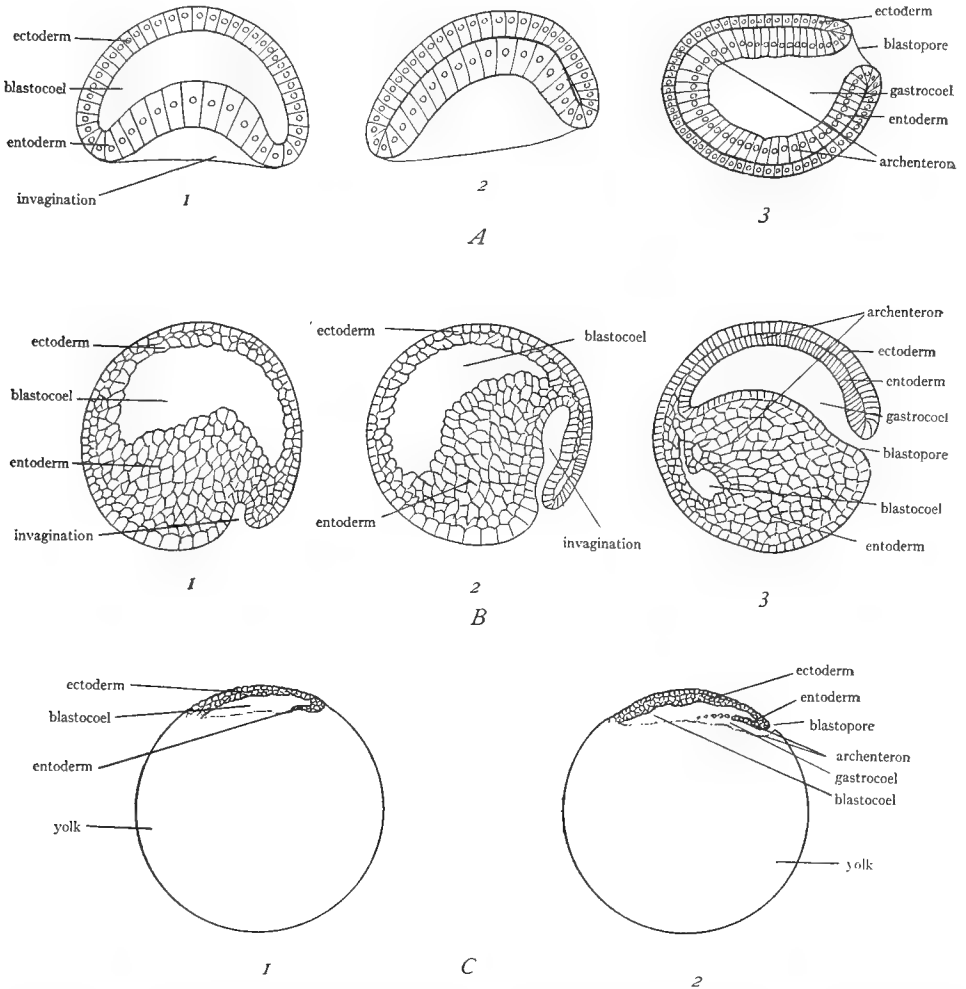 ectoderm
blastocoel
entoderm
invagination
1
2
ectoderm
blastopore
gastrocoel
entoderm
archenteron
3
A
ectoderm
blastocoel
entoderm
invagination
1
ectoderm
blastocoel
entoderm
invagination
2
archenteron
ectoderm
entoderm
gastrocoel
blastopore
blastocoel
entoderm
3
B
ectoderm
blastocoel
entoderm
yolk
1
ectoderm
entoderm
blastopore
archenteron
gastrocoel
blastocoel
yolk
2
C